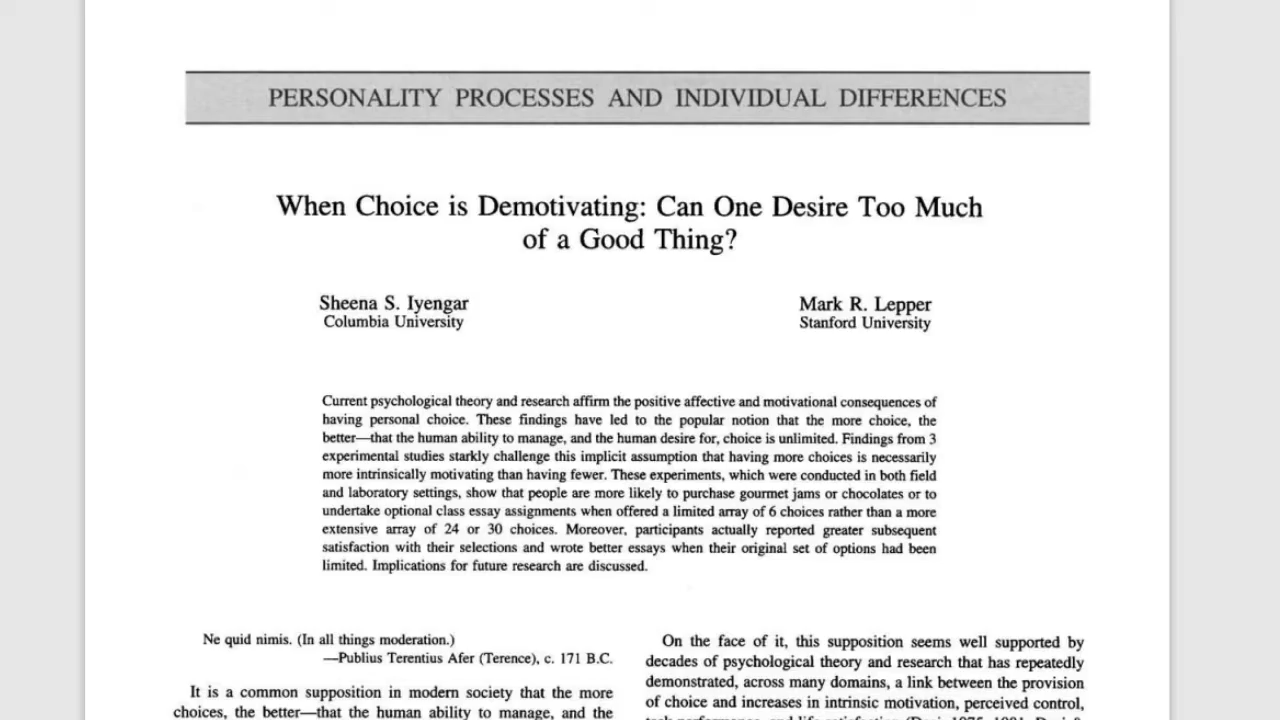 PERSONALITY PROCESSES AND INDIVIDUAL DIFFERENCES
When Choice is Demotivating: Can One Desire Too Much
of a Good Thing?
Sheena S. Iyengar
Columbia University
Mark R. Lepper
Stanford University
Current psychological theory and research affirm the positive affective and motivational consequences of
having personal choice. These findings have led to the popular notion that the more choice, the
better—that the human ability to manage, and the human desire for, choice is unlimited. Findings from 3
experimental studies starkly challenge this implicit assumption that having more choices is necessarily
more intrinsically motivating than having fewer. These experiments, which were conducted in both field
and laboratory settings, show that people are more likely to purchase gourmet jams or chocolates or to
undertake optional class essay assignments when offered a limited array of 6 choices rather than a more
extensive array of 24 or 30 choices. Moreover, participants actually reported greater subsequent
satisfaction with their selections and wrote better essays when their original set of options had been
limited. Implications for future research are discussed.
Ne quid nimis. (In all things moderation.)
—Publius Terentius Afer (Terence), c. 171 B.C.
It is a common supposition in modern society that the more
choices, the better—that the human ability to manage, and the
On the face of it, this supposition seems well supported by
decades of psychological theory and research that has repeatedly
demonstrated, across many domains, a link between the provision
of choice and increases in intrinsic motivation, perceived control,